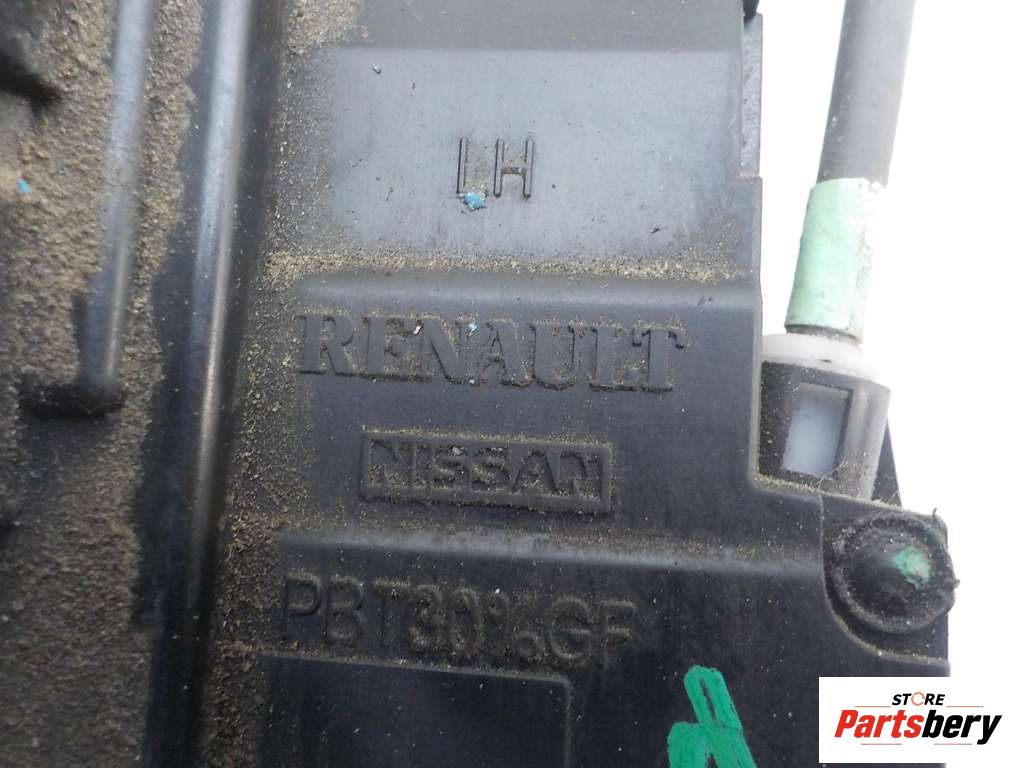 LH
RENAULT
NISSAN
PBT30%GF
STORE
Partsbery